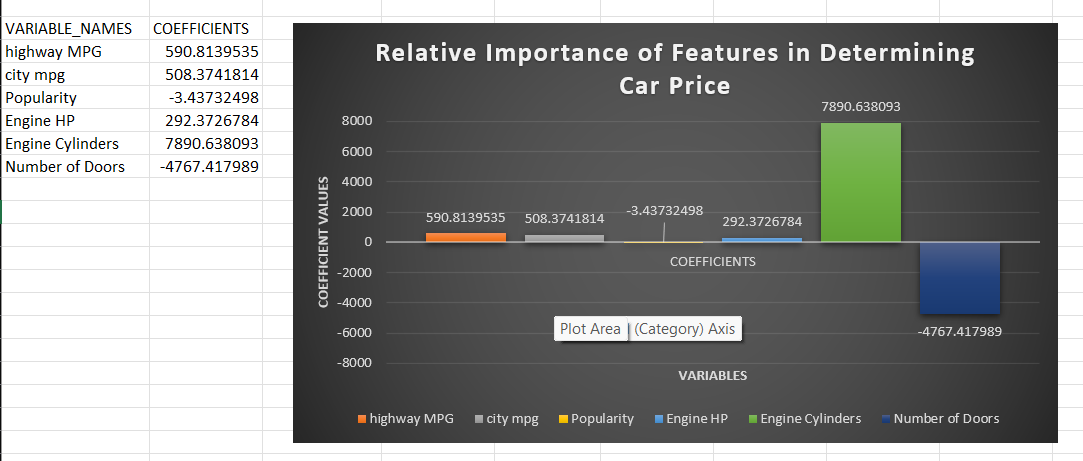 VARIABLE_NAMES COEFFICIENTS
highway MPG 590.8139535
city mpg 508.3741814
Popularity -3.43732498
Engine HP 292.3726784
Engine Cylinders 7890.638093
Number of Doors -4767.417989
Relative Importance of Features in Determining
Car Price
7890.638093
8000
6000
4000
2000
0
-2000
-4000
-6000
-8000
COEFFICIENT VALUES
590.8139535 508.3741814 -3.43732498 292.3726784
COEFFICIENTS
Plot Area (Category) Axis
-4767.417989
VARIABLES
highway MPG city mpg Popularity Engine HP Engine Cylinders Number of Doors